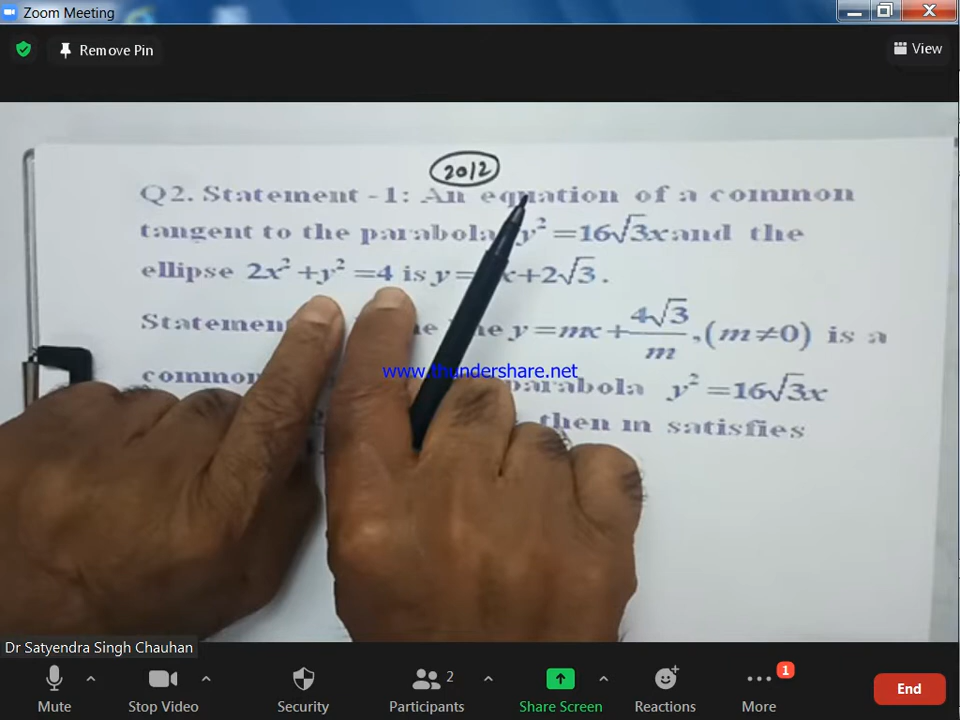 Zoom Meeting
Remove Pin
View
2012
Q2. Statement -1: An equation of a common
tangent to the parabola y² =16√3x and the
ellipse 2x² +y² =4 is y= x+2√3.
y=mx+ 4√3/m ,(m≠0) is a
parabola y² =16√3x
then m satisfies
www.thundershare.net
Dr Satyendra Singh Chauhan
Mute
Stop Video
Security
2
Participants
Share Screen
Reactions
1
More
End